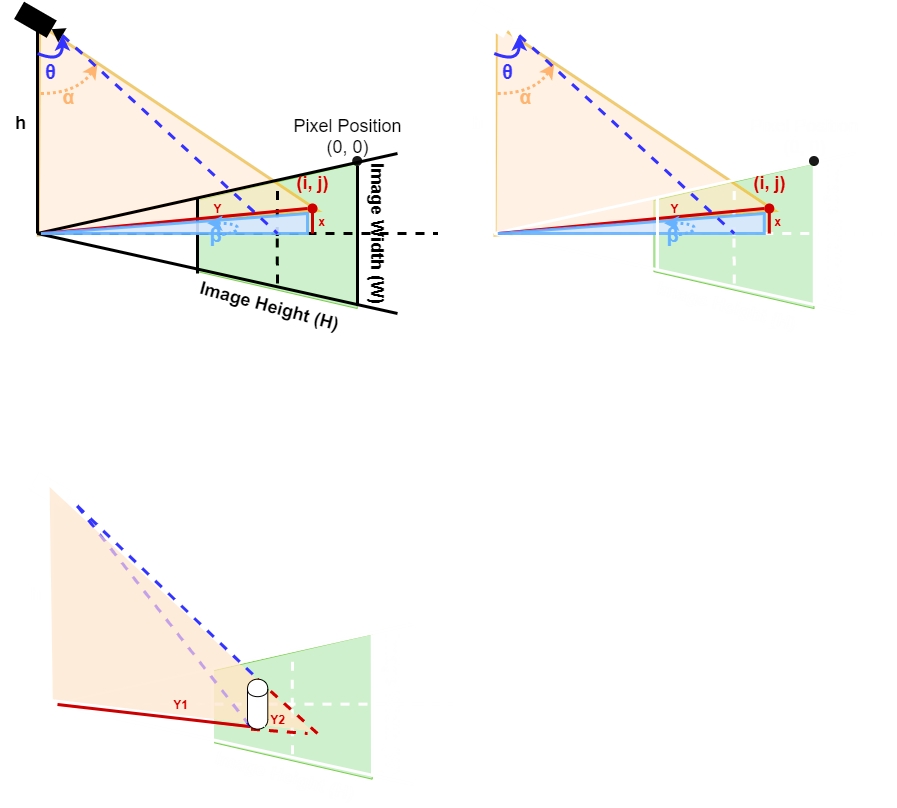 θ
α
h
Pixel Position
(0, 0)
(i, j)
Y
x
β
Image Width (W)
Image Height (H)
θ
α
(i, j)
Y
x
β
Y1
Y2